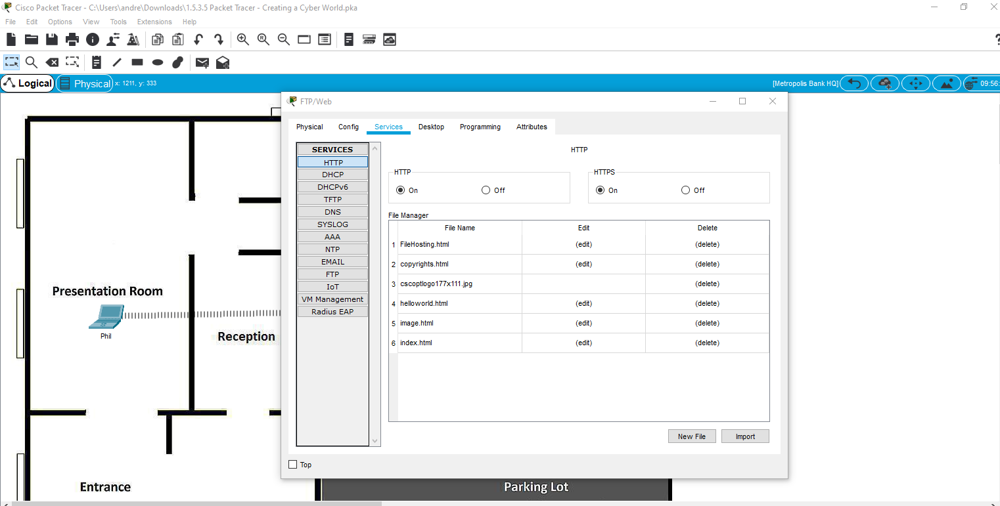 Cisco Packet Tracer - C:\Users\andre\Downloads\1.5.3.5 Packet Tracer - Creating a Cyber World.pka
File Edit Options View Tools Extensions Help
?
Logical Physical x: 1211, y: 333 [Metropolis Bank HQ] 09:56:
FTP/Web
Physical Config Services Desktop Programming Attributes
SERVICES
HTTP
DHCP
DHCPv6
TFTP
DNS
SYSLOG
AAA
NTP
EMAIL
FTP
IoT
VM Management
Radius EAP
HTTP
HTTP HTTPS
On Off On Off
File Manager
File Name Edit Delete
1 FileHosting.html (edit) (delete)
2 copyrights.html (edit) (delete)
3 cscoptlogo177x111.jpg (delete)
4 helloworld.html (edit) (delete)
5 image.html (edit) (delete)
6 index.html (edit) (delete)
New File Import
Top
Presentation Room
Phil
Reception
Entrance
Parking Lot